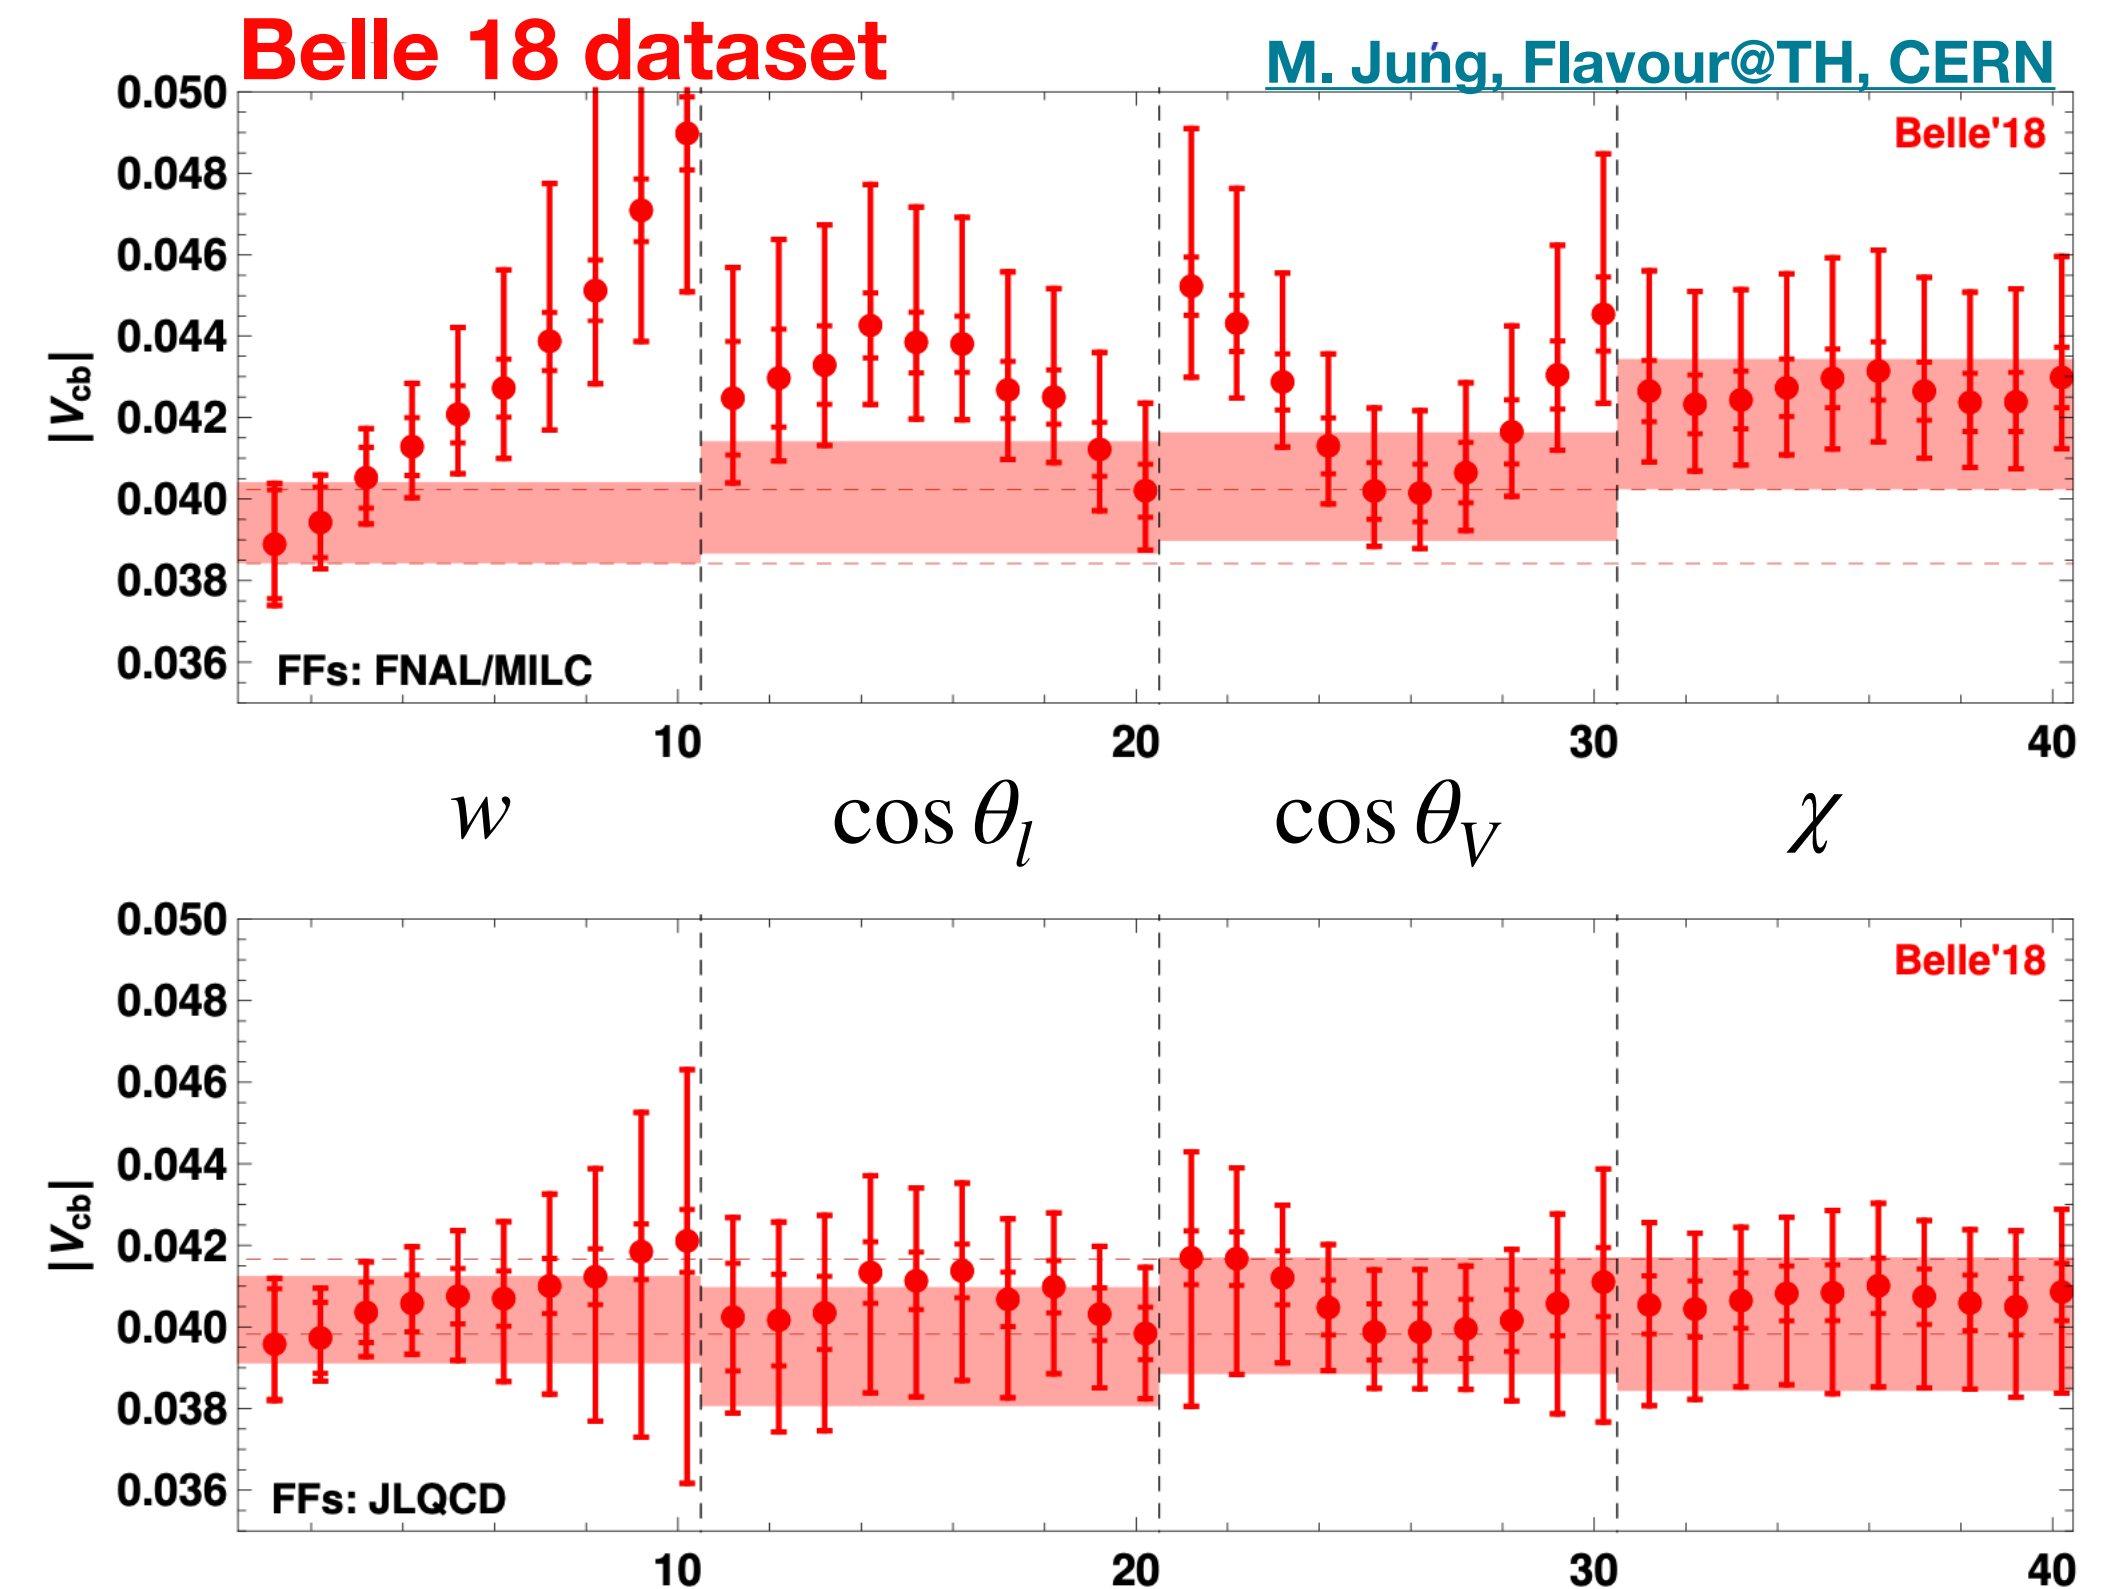 Belle 18 dataset
M. Jung, Flavour@TH, CERN
Belle'18
|Vcb|
0.050
0.048
0.046
0.044
0.042
0.040
0.038
0.036
FFs: FNAL/MILC
10 20 30 40
w cos θl cos θV χ
Belle'18
|Vcb|
0.050
0.048
0.046
0.044
0.042
0.040
0.038
0.036
FFs: JLQCD
10 20 30 40